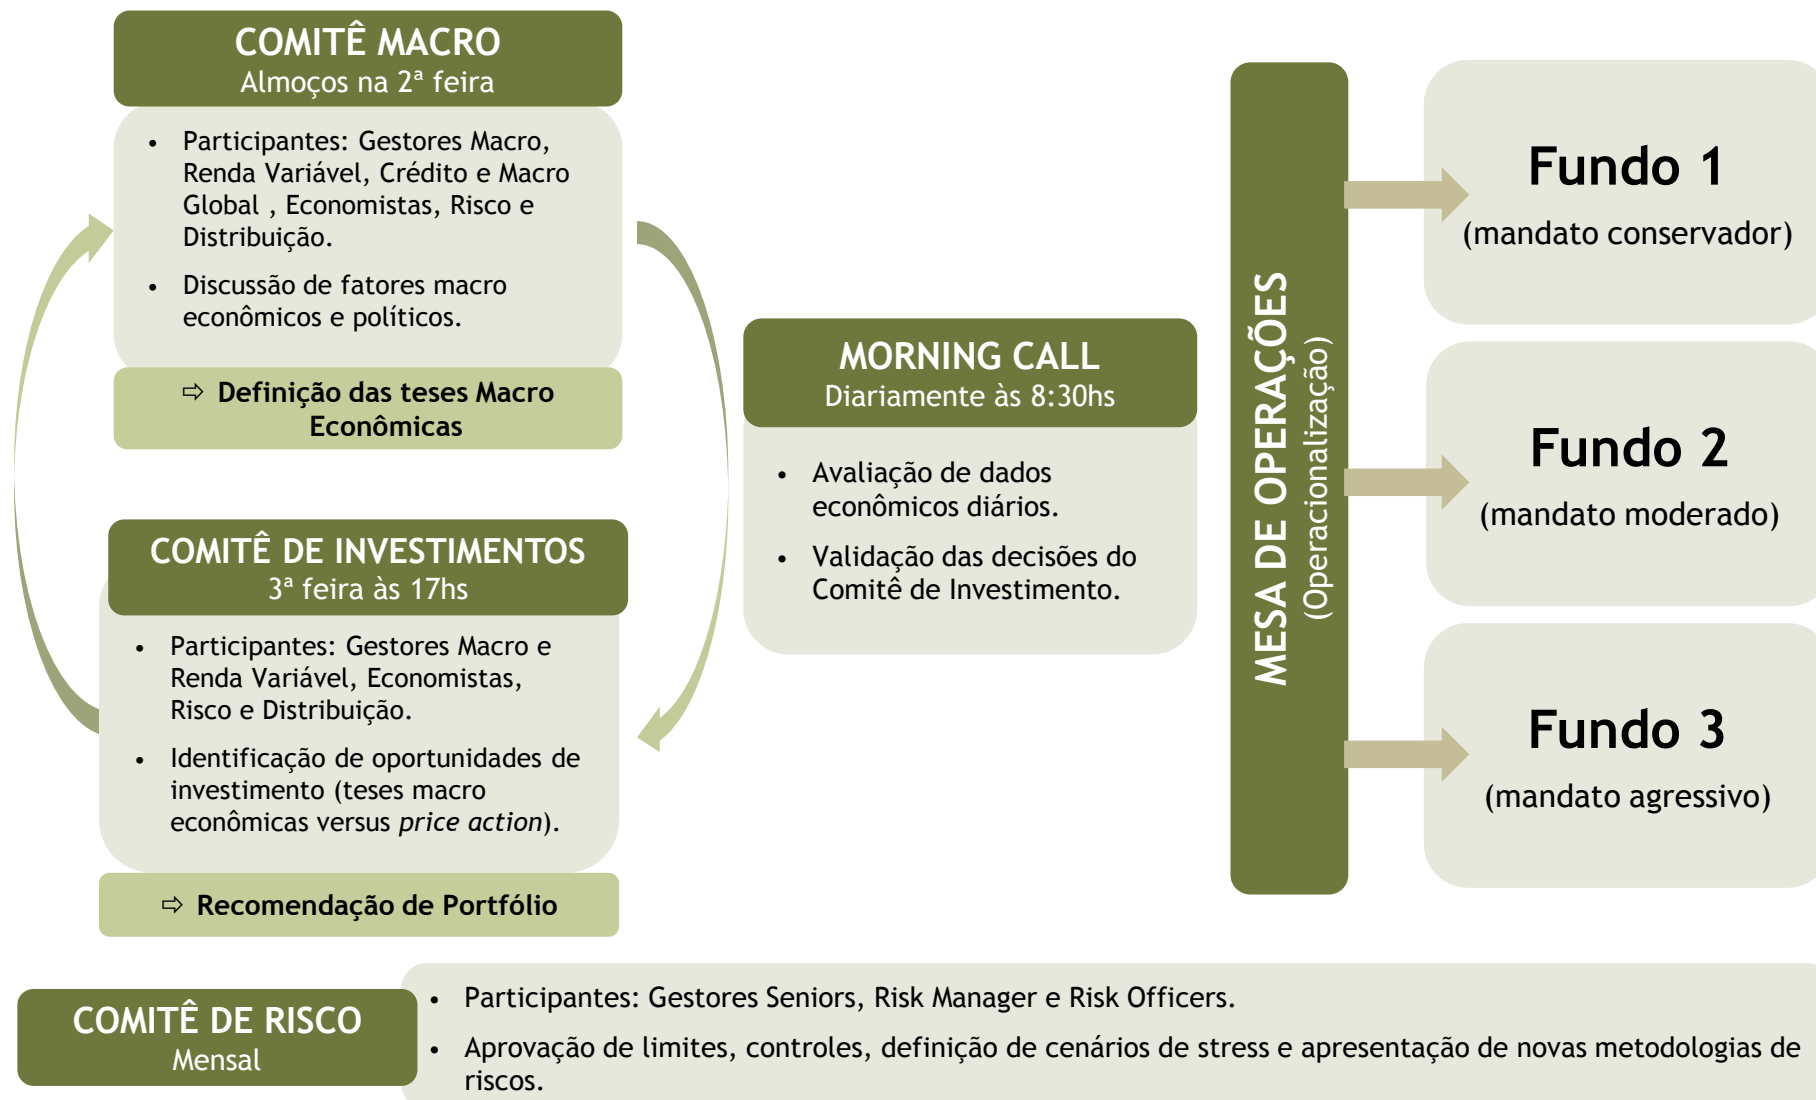 COMITÊ MACRO
Almoços na 2ª feira
• Participantes: Gestores Macro,
Renda Variável, Crédito e Macro
Global , Economistas, Risco e
Distribuição.
• Discussão de fatores macro
econômicos e políticos.
⇨ Definição das teses Macro
Econômicas
COMITÊ DE INVESTIMENTOS
3ª feira às 17hs
• Participantes: Gestores Macro e
Renda Variável, Economistas,
Risco e Distribuição.
• Identificação de oportunidades de
investimento (teses macro
econômicas versus price action).
⇨ Recomendação de Portfólio
MORNING CALL
Diariamente às 8:30hs
• Avaliação de dados
econômicos diários.
• Validação das decisões do
Comitê de Investimento.
MESA DE OPERAÇÕES
(Operacionalização)
Fundo 1
(mandato conservador)
Fundo 2
(mandato moderado)
Fundo 3
(mandato agressivo)
COMITÊ DE RISCO
Mensal
• Participantes: Gestores Seniors, Risk Manager e Risk Officers.
• Aprovação de limites, controles, definição de cenários de stress e apresentação de novas metodologias de
riscos.